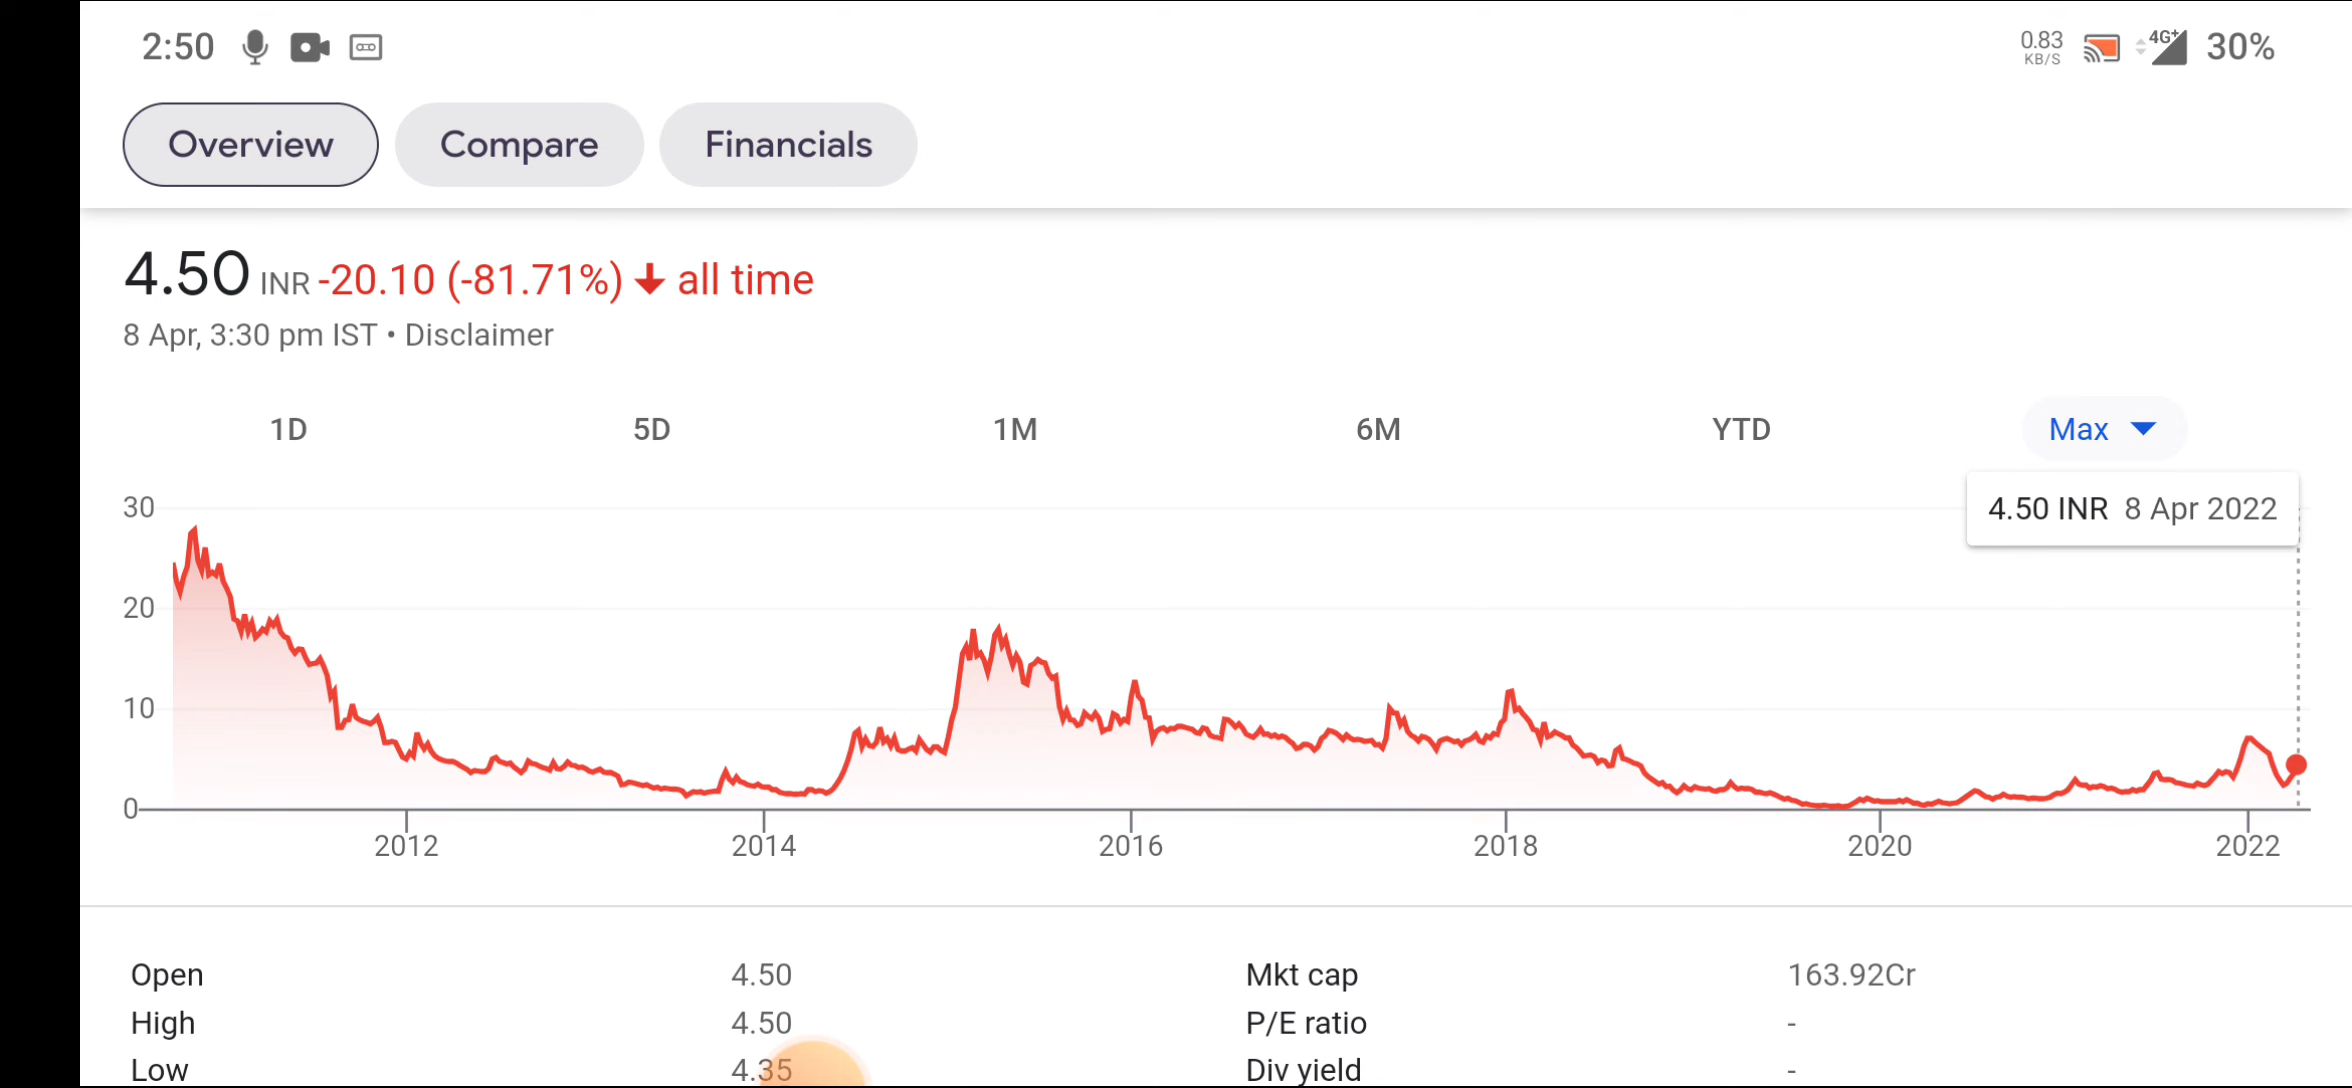 2:50 0.83 KB/S 4G+ 30%
Overview Compare Financials
4.50 INR -20.10 (-81.71%) ↓ all time
8 Apr, 3:30 pm IST • Disclaimer
1D 5D 1M 6M YTD Max
4.50 INR 8 Apr 2022
30
20
10
0
2012 2014 2016 2018 2020 2022
Open 4.50 Mkt cap 163.92Cr
High 4.50 P/E ratio -
Low 4.35 Div yield -